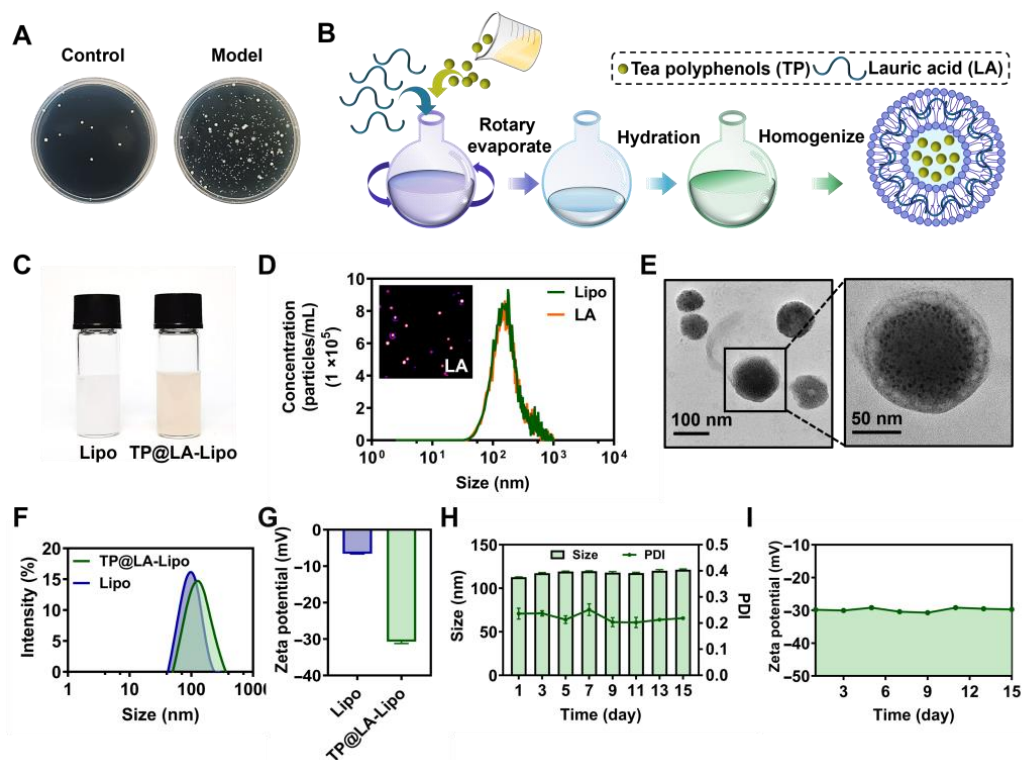 A
Control
Model
B
Tea polyphenols (TP)
Lauric acid (LA)
Rotary
evaporate
Hydration
Homogenize
C
Lipo
TP@LA-Lipo
D
Concentration
(particles/mL)
(1 ×10⁵)
10
8
6
4
2
0
Lipo
LA
LA
10⁰
10¹
10²
10³
10⁴
Size (nm)
E
100 nm
50 nm
F
Intensity (%)
20
15
10
5
0
TP@LA-Lipo
Lipo
1
10
100
1000
Size (nm)
G
Zeta potential (mV)
0
−10
−20
−30
−40
Lipo
TP@LA-Lipo
H
Size (nm)
150
100
50
0
Size
PDI
0.5
0.4
0.3
0.2
0.1
0.0
PDI
1 3 5 7 9 11 13 15
Time (day)
I
Zeta potential (mV)
−10
−20
−30
−40
−50
3 6 9 12 15
Time (day)